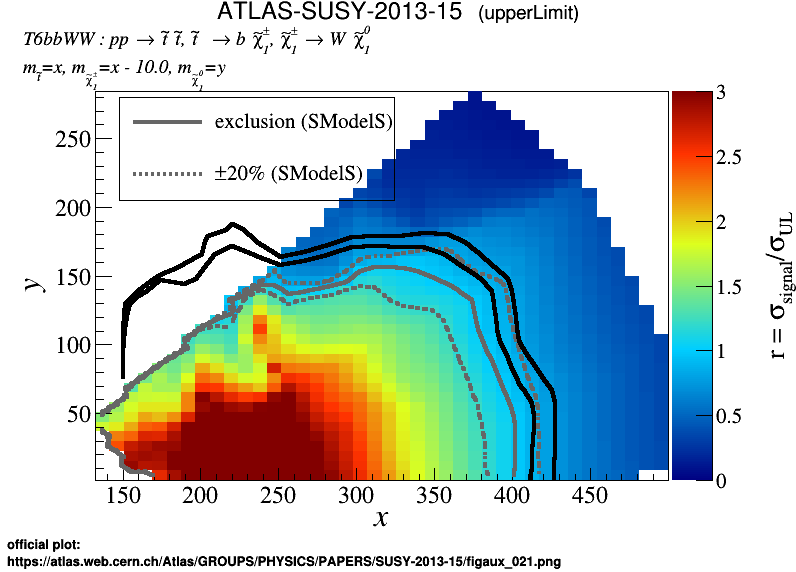 ATLAS-SUSY-2013-15 (upperLimit)
T6bbWW : pp → t̃ t̃, t̃ → b χ̃₁±, χ̃₁± → W χ̃₁⁰
m_t̃=x, m_χ̃₁±=x - 10.0, m_χ̃₁⁰=y
exclusion (SModelS)
±20% (SModelS)
250
200
150
100
50
y
150 200 250 300 350 400 450
x
3
2.5
2
1.5
1
0.5
0
r = σ_signal/σ_UL
official plot:
https://atlas.web.cern.ch/Atlas/GROUPS/PHYSICS/PAPERS/SUSY-2013-15/figaux_021.png